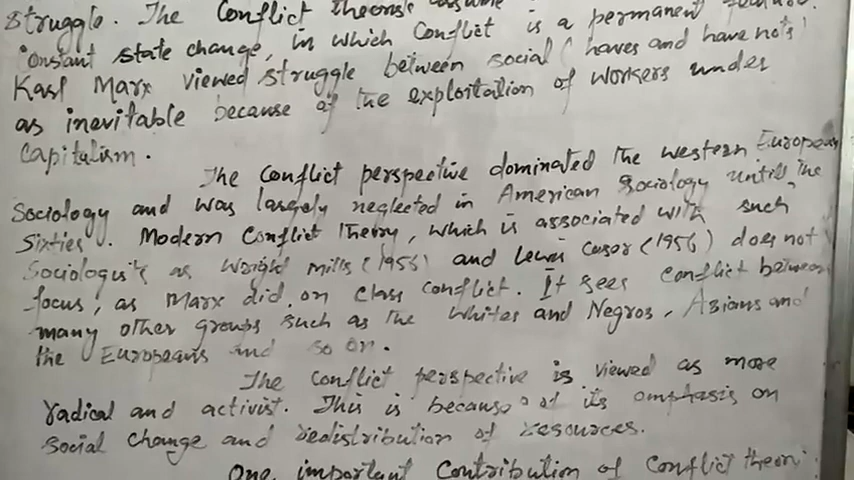 Struggle. The Conflict theorists assume
Constant state change, in which Conflict is a permanent feature.
Karl Marx viewed struggle between social (haves and have nots)
as inevitable because of the exploitation of workers under
Capitalism.
The Conflict perspective dominated the western European
Sociology and was largely neglected in American Sociology until the
Sixties. Modern Conflict Theory, which is associated with such
Sociologists as Wright Mills (1956) and Lewis Coser (1956) does not
focus, as Marx did, on Class Conflict. It sees Conflict between
many other groups such as the Whites and Negros, Asians and
the Europeans and so on.
The Conflict perspective is viewed as more
radical and activist. This is because of its emphasis on
social change and redistribution of resources.
One important Contribution of Conflict